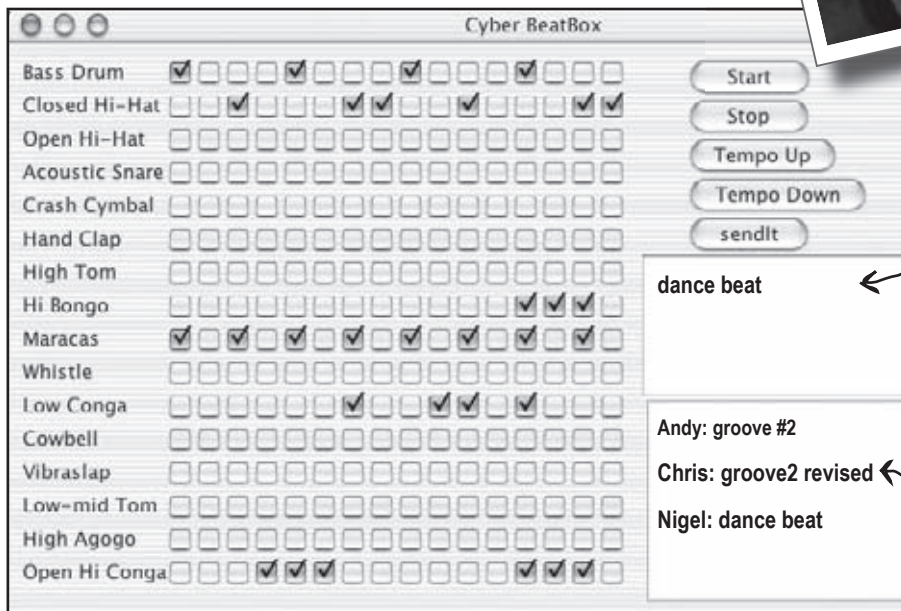 Cyber BeatBox
Bass Drum
Closed Hi-Hat
Open Hi-Hat
Acoustic Snare
Crash Cymbal
Hand Clap
High Tom
Hi Bongo
Maracas
Whistle
Low Conga
Cowbell
Vibraslap
Low-mid Tom
High Agogo
Open Hi Conga
Start
Stop
Tempo Up
Tempo Down
sendIt
dance beat
Andy: groove #2
Chris: groove2 revised
Nigel: dance beat